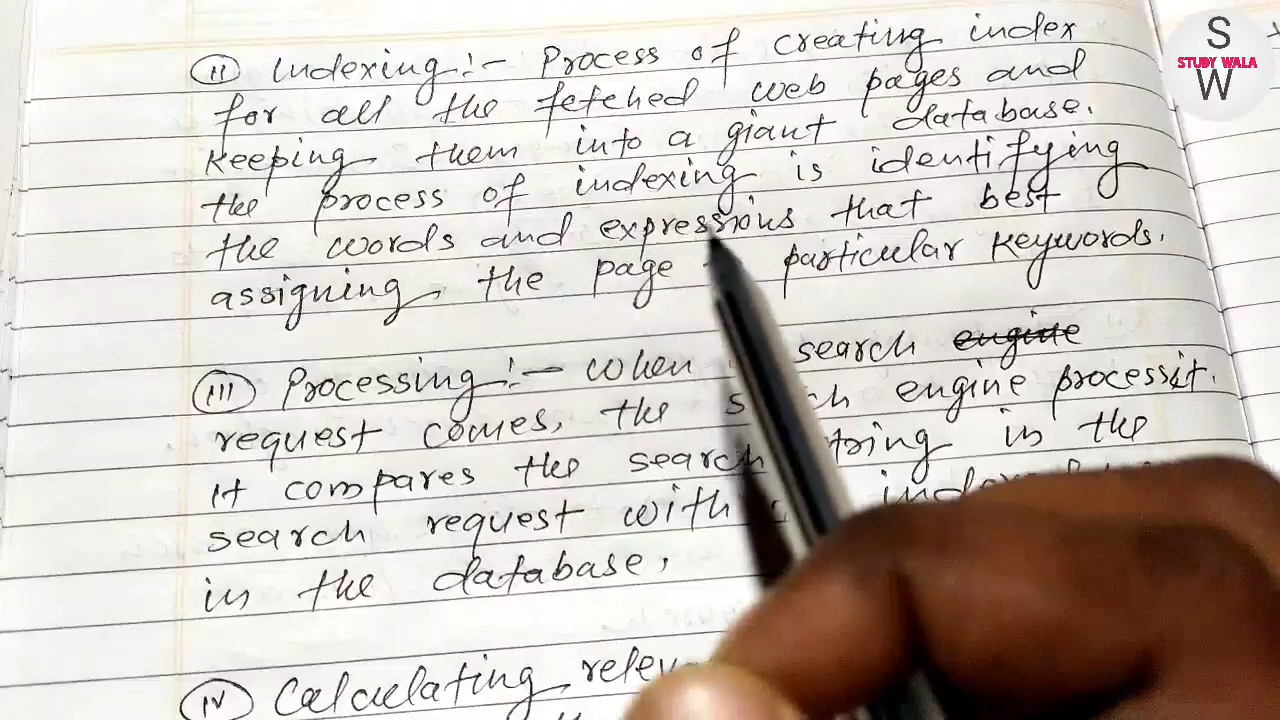 S
STUDY WALA
W
(II) Indexing :- Process of creating index
for all the fetched web pages and
keeping them into a giant database.
the process of indexing is identifying
the words and expressions that best
assigning the page particular keywords.
(III) Processing :- When search engine
request comes, the engine process it.
It compares the search in the
search request with
in the database.
(IV) Calculating